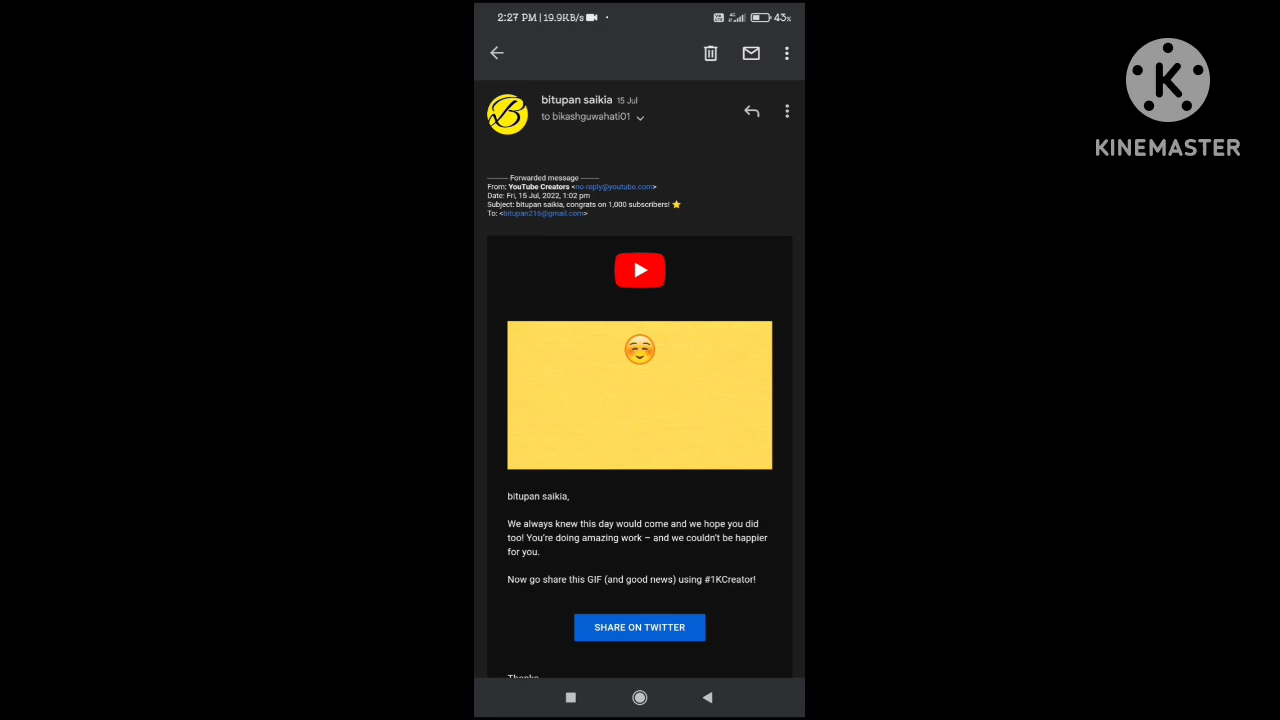 2:27 PM | 19.9KB/s
43%
K
KINEMASTER
bitupan saikia 15 Jul
to bikashguwahati01
Forwarded message
From: YouTube Creators <no-reply@youtube.com>
Date: Fri, 15 Jul, 2022, 1:02 pm
Subject: bitupan saikia, congrats on 1,000 subscribers! ⭐
To: <bitupan216@gmail.com>
bitupan saikia,
We always knew this day would come and we hope you did
too! You're doing amazing work – and we couldn't be happier
for you.
Now go share this GIF (and good news) using #1KCreator!
SHARE ON TWITTER
Thanks